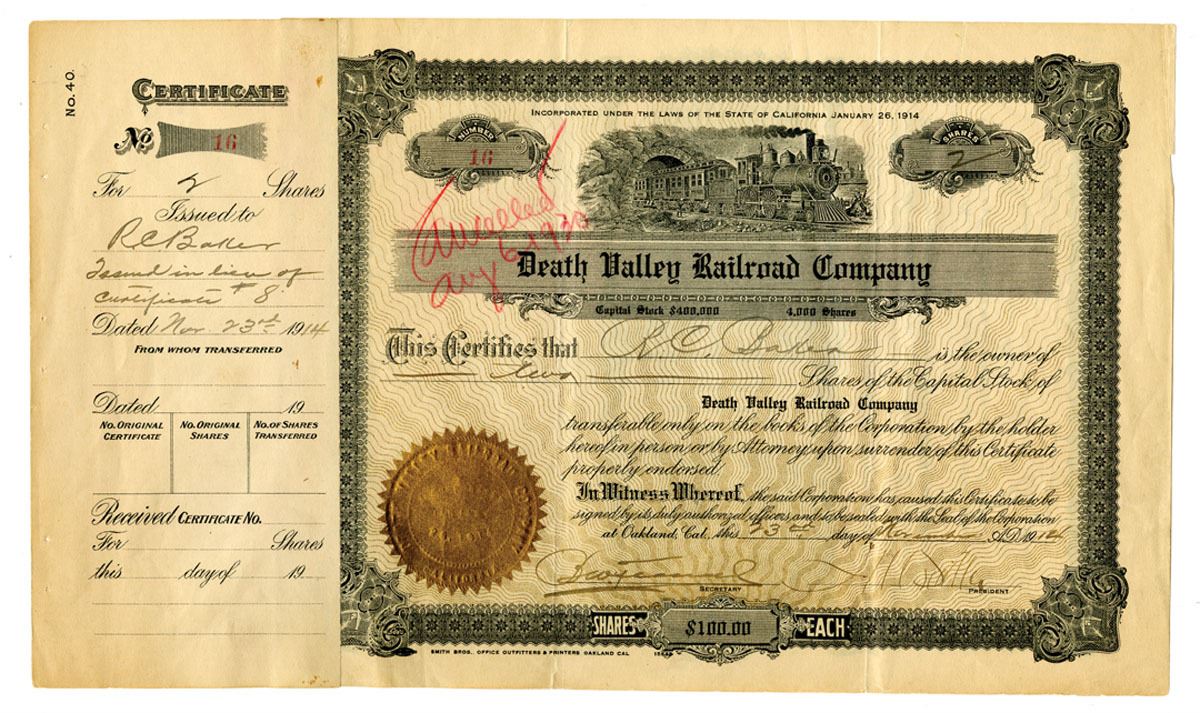 No. 40.
CERTIFICATE
No 16
For 2 Shares
Issued to
R C Baker
Issued in lieu of
certificate # 8
Dated Nov. 23rd 1914
FROM WHOM TRANSFERRED
Dated 19
NO. ORIGINAL CERTIFICATE
NO. ORIGINAL SHARES
NO. OF SHARES TRANSFERRED
Received CERTIFICATE NO.
For Shares
this day of 19
INCORPORATED UNDER THE LAWS OF THE STATE OF CALIFORNIA JANUARY 26, 1914
NUMBER
16
SHARES
2
Cancelled
Aug 6 1930
Death Valley Railroad Company
Capital Stock $400,000 4,000 Shares
This Certifies that R. C. Baker is the owner of
two Shares of the Capital Stock of
Death Valley Railroad Company
transferable only on the books of the Corporation by the holder
hereof in person or by Attorney upon surrender of this Certificate
properly endorsed.
In Witness Whereof, the said Corporation has caused this Certificate to be
signed by its duly authorized officers and to be sealed with the Seal of the Corporation
at Oakland, Cal., this 23rd day of November A.D. 1914
SECRETARY
PRESIDENT
SHARES $100.00 EACH
SMITH BROS. OFFICE OUTFITTERS & PRINTERS OAKLAND CAL